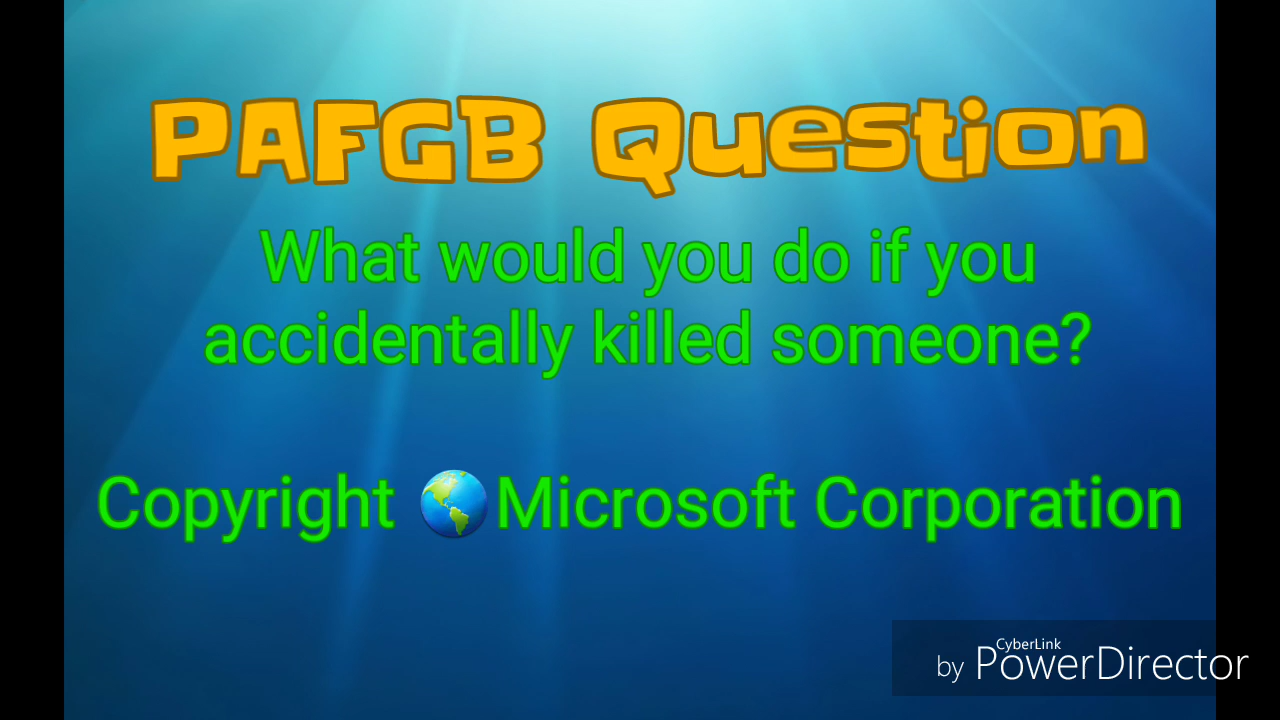 PAFGB Question
What would you do if you
accidentally killed someone?
Copyright 🌎Microsoft Corporation
CyberLink
by PowerDirector